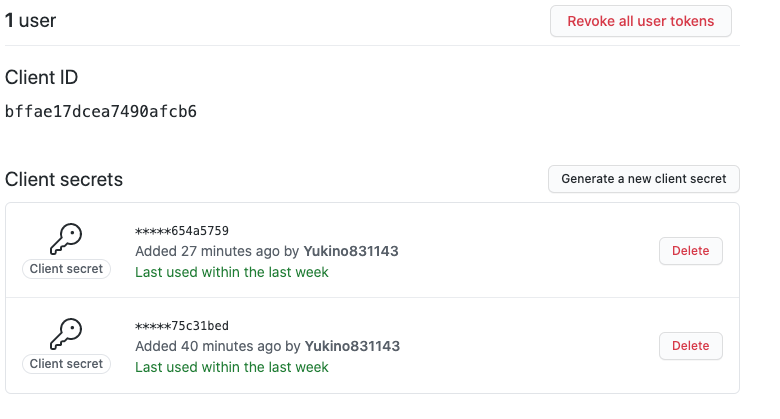 1 user
Revoke all user tokens
Client ID
bffae17dcea7490afcb6
Client secrets
Generate a new client secret
*****654a5759
Added 27 minutes ago by Yukino831143
Client secret
Last used within the last week
Delete
*****75c31bed
Added 40 minutes ago by Yukino831143
Client secret
Last used within the last week
Delete